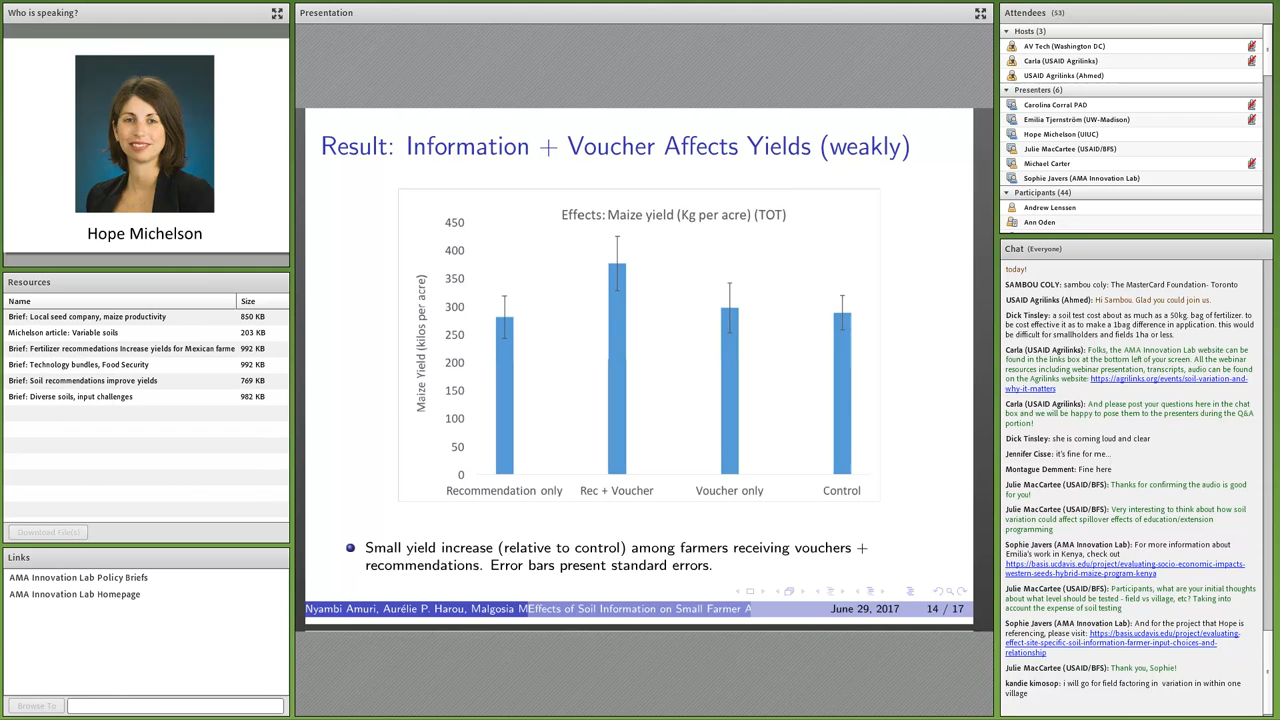 Who is speaking?
Hope Michelson
Resources
Name Size
Brief: Local seed company, maize productivity 850 KB
Michelson article: Variable soils 203 KB
Brief: Fertilizer recommendations Increase yields for Mexican farme 992 KB
Brief: Technology bundles, Food Security 992 KB
Brief: Soil recommendations improve yields 769 KB
Brief: Diverse soils, input challenges 982 KB
Download File(s)
Links
AMA Innovation Lab Policy Briefs
AMA Innovation Lab Homepage
Browse To
Presentation
Result: Information + Voucher Affects Yields (weakly)
Effects: Maize yield (Kg per acre) (TOT)
Maize Yield (kilos per acre)
450
400
350
300
250
200
150
100
50
0
Recommendation only Rec + Voucher Voucher only Control
Small yield increase (relative to control) among farmers receiving vouchers +
recommendations. Error bars present standard errors.
Nyambi Amuri, Aurélie P. Harou, Malgosia M Effects of Soil Information on Small Farmer A June 29, 2017 14 / 17
Attendees (53)
Hosts (3)
AV Tech (Washington DC)
Carla (USAID Agrilinks)
USAID Agrilinks (Ahmed)
Presenters (6)
Carolina Corral PAD
Emilia Tjernström (UW-Madison)
Hope Michelson (UIUC)
Julie MacCartee (USAID/BFS)
Michael Carter
Sophie Javers (AMA Innovation Lab)
Participants (44)
Andrew Lenssen
Ann Oden
Chat (Everyone)
today!
SAMBOU COLY: sambou coly: The MasterCard Foundation- Toronto
USAID Agrilinks (Ahmed): Hi Sambou. Glad you could join us.
Dick Tinsley: a soil test cost about as much as a 50kg. bag of fertilizer. to
be cost effective it as to make a 1bag difference in application. this would
be difficult for smallholders and fields 1ha or less.
Carla (USAID Agrilinks): Folks, the AMA Innovation Lab website can be
found in the links box at the bottom left of your screen. All the webinar
resources including webinar presentation, transcripts, audio can be found
on the Agrilinks website: https://agrilinks.org/events/soil-variation-and-
why-it-matters
Carla (USAID Agrilinks): And please post your questions here in the chat
box and we will be happy to pose them to the presenters during the Q&A
portion!
Dick Tinsley: she is coming loud and clear
Jennifer Cisse: it's fine for me...
Montague Demment: Fine here
Julie MacCartee (USAID/BFS): Thanks for confirming the audio is good
for you!
Julie MacCartee (USAID/BFS): Very interesting to think about how soil
variation could affect spillover effects of education/extension
programming
Sophie Javers (AMA Innovation Lab): For more information about
Emilia's work in Kenya, check out
https://basis.ucdavis.edu/project/evaluating-socio-economic-impacts-
western-seeds-hybrid-maize-program-kenya
Julie MacCartee (USAID/BFS): Participants, what are your initial thoughts
about what level should be tested - field vs village, etc? Taking into
account the expense of soil testing
Sophie Javers (AMA Innovation Lab): And for the project that Hope is
referencing, please visit: https://basis.ucdavis.edu/project/evaluating-
effect-site-specific-soil-information-farmer-input-choices-and-
relationship
Julie MacCartee (USAID/BFS): Thank you, Sophie!
kandie kimosop: i will go for field factoring in variation in within one
village